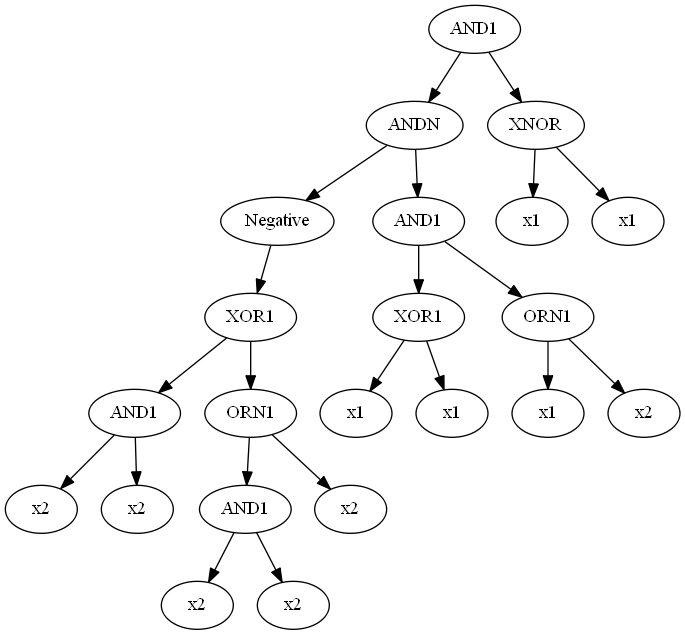 AND1
ANDN XNOR
Negative AND1 x1 x1
XOR1 XOR1 ORN1
AND1 ORN1 x1 x1 x1 x2
x2 x2 AND1 x2
x2 x2